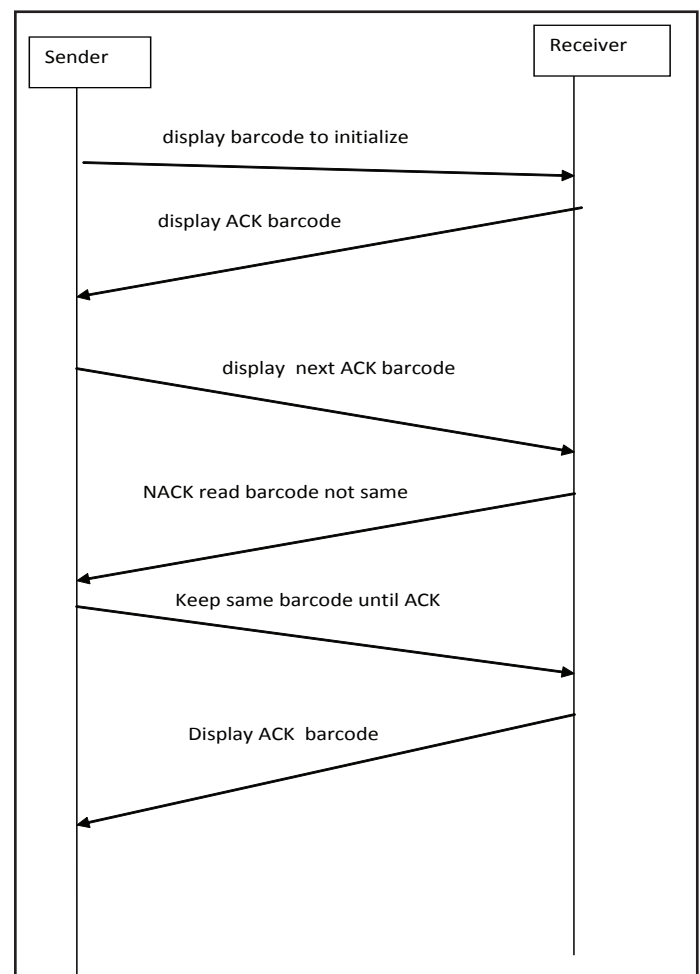 Sender
Receiver
display barcode to initialize
display ACK barcode
display next ACK barcode
NACK read barcode not same
Keep same barcode until ACK
Display ACK barcode